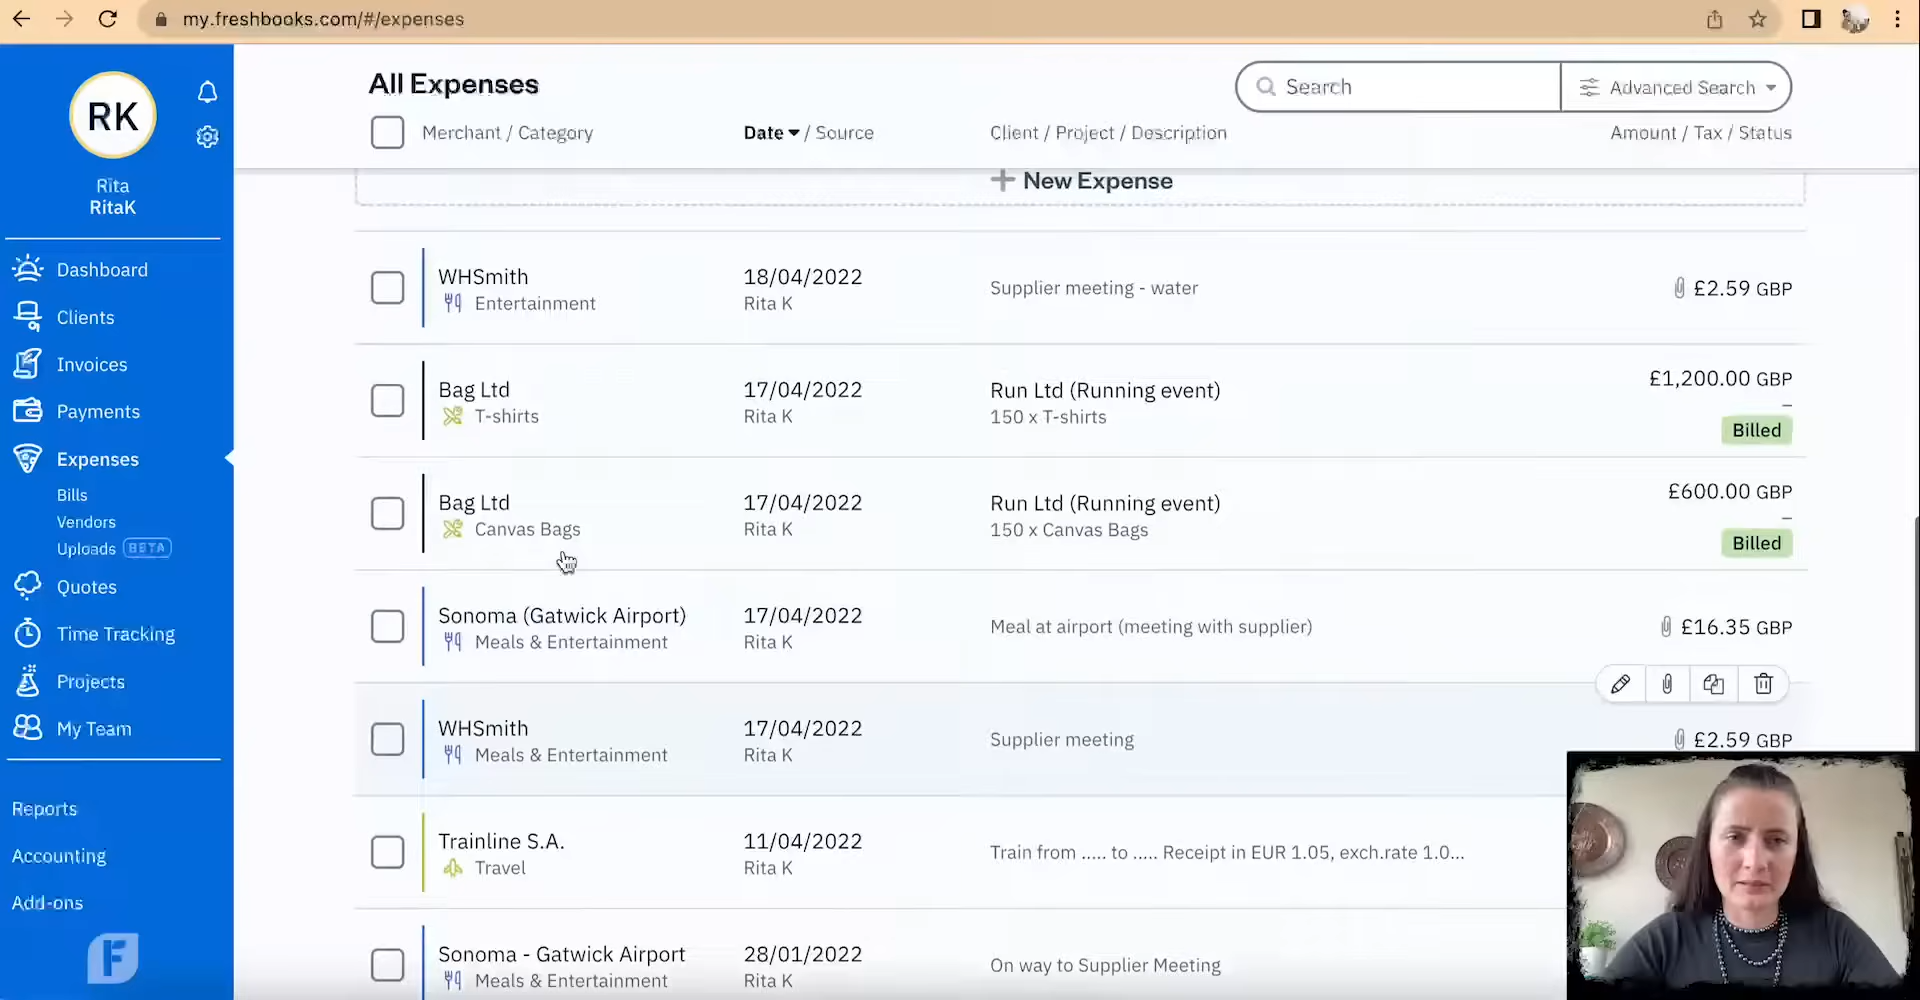 my.freshbooks.com/#/expenses
RK
Rita
RitaK
Dashboard
Clients
Invoices
Payments
Expenses
Bills
Vendors
Uploads BETA
Quotes
Time Tracking
Projects
My Team
Reports
Accounting
Add-ons
F
All Expenses
Search
Advanced Search
Merchant / Category
Date / Source
Client / Project / Description
Amount / Tax / Status
New Expense
WHSmith
Entertainment
18/04/2022
Rita K
Supplier meeting - water
£2.59 GBP
Bag Ltd
T-shirts
17/04/2022
Rita K
Run Ltd (Running event)
150 x T-shirts
£1,200.00 GBP
–
Billed
Bag Ltd
Canvas Bags
17/04/2022
Rita K
Run Ltd (Running event)
150 x Canvas Bags
£600.00 GBP
–
Billed
Sonoma (Gatwick Airport)
Meals & Entertainment
17/04/2022
Rita K
Meal at airport (meeting with supplier)
£16.35 GBP
WHSmith
Meals & Entertainment
17/04/2022
Rita K
Supplier meeting
£2.59 GBP
Trainline S.A.
Travel
11/04/2022
Rita K
Train from ..... to ..... Receipt in EUR 1.05, exch.rate 1.0...
Sonoma - Gatwick Airport
Meals & Entertainment
28/01/2022
Rita K
On way to Supplier Meeting